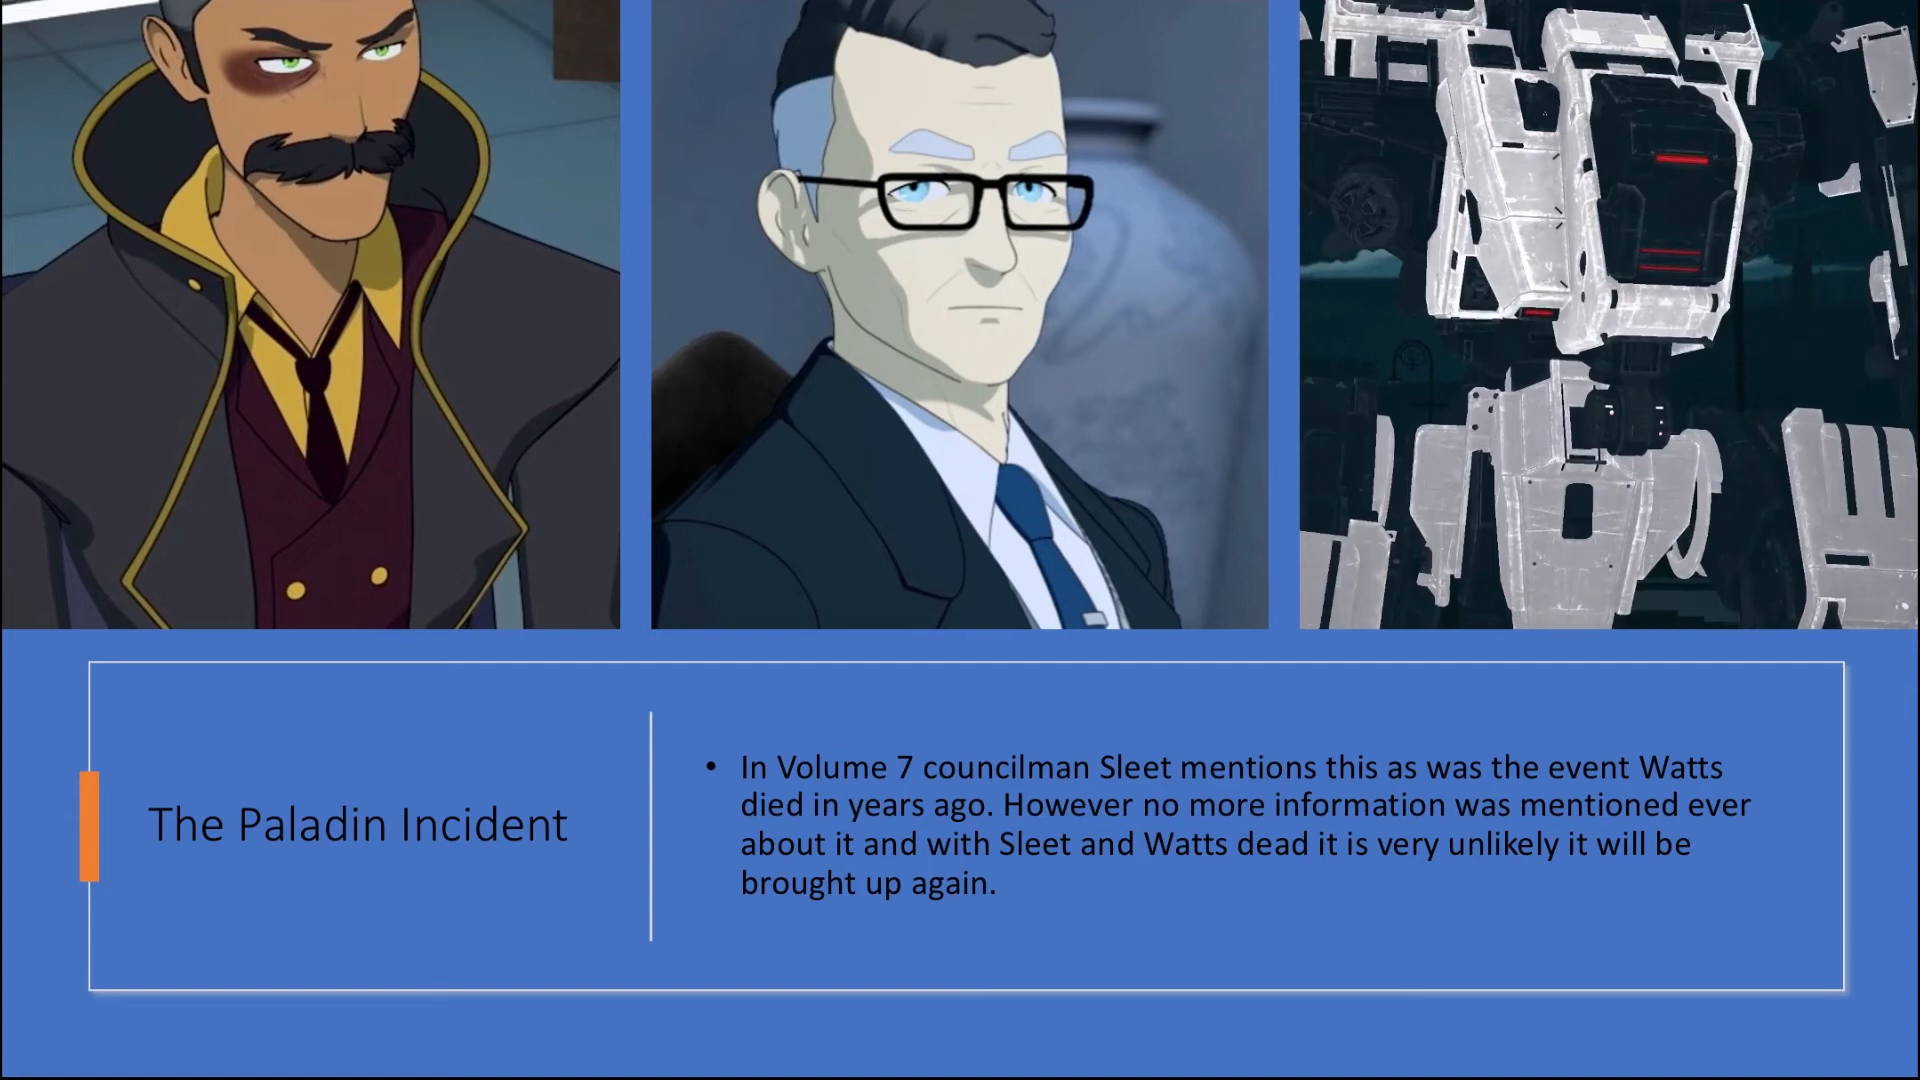 The Paladin Incident
• In Volume 7 councilman Sleet mentions this as was the event Watts
died in years ago. However no more information was mentioned ever
about it and with Sleet and Watts dead it is very unlikely it will be
brought up again.